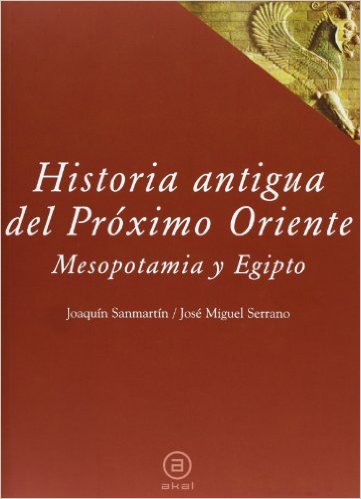 Historia antigua
del Próximo Oriente
Mesopotamia y Egipto
Joaquín Sanmartín / José Miguel Serrano
a
akal